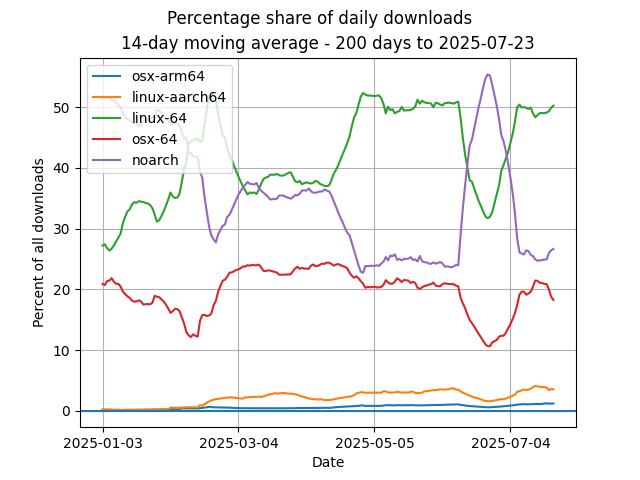 Percentage share of daily downloads
14-day moving average - 200 days to 2025-07-23
osx-arm64
linux-aarch64
linux-64
osx-64
noarch
50
40
30
20
10
0
Percent of all downloads
2025-01-03
2025-03-04
2025-05-05
2025-07-04
Date